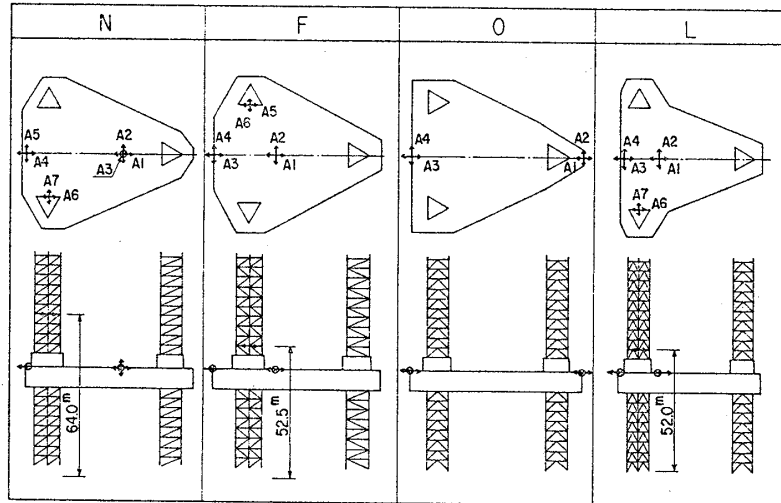 N F O L
A5 A2
A4 A3 A1
A7
A6
A5
A6
A4 A2
A3 A1
A4 A2
A3 A1
A4 A2
A3 A1
A7
A6
64.0 m
52.5 m
52.0 m